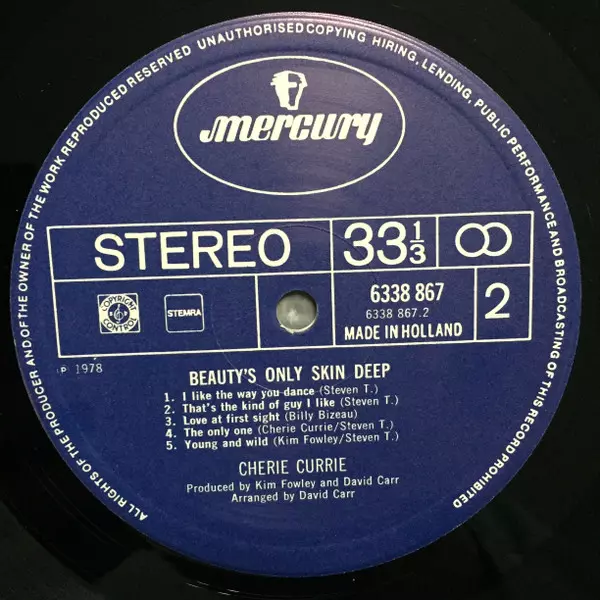 ALL RIGHTS OF THE PRODUCER AND OF THE OWNER OF THE WORK REPRODUCED RESERVED UNAUTHORISED COPYING HIRING, LENDING, PUBLIC PERFORMANCE AND BROADCASTING OF THIS RECORD PROHIBITED
mercury
STEREO
33 1/3
6338 867
6338 867.2
MADE IN HOLLAND
2
COPYRIGHT CONTROL
STEMRA
P 1978
BEAUTY'S ONLY SKIN DEEP
1. I like the way you dance (Steven T.)
2. That's the kind of guy I like (Steven T.)
3. Love at first sight (Billy Bizeau)
4. The only one (Cherie Currie/Steven T.)
5. Young and wild (Kim Fowley/Steven T.)
CHERIE CURRIE
Produced by Kim Fowley and David Carr
Arranged by David Carr